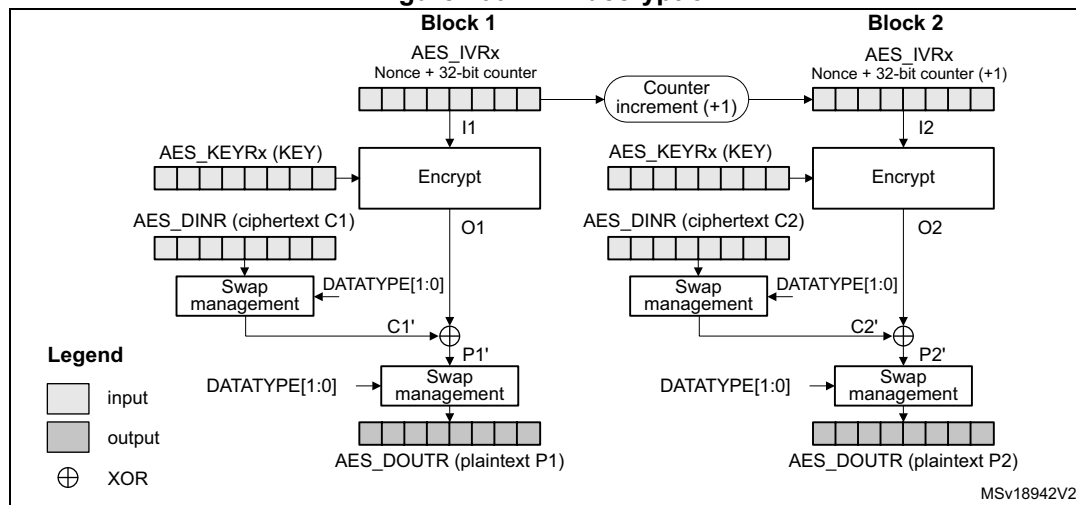 Block 1
Block 2
AES_IVRx
Nonce + 32-bit counter
Counter
increment (+1)
AES_IVRx
Nonce + 32-bit counter (+1)
I1
I2
AES_KEYRx (KEY)
Encrypt
AES_KEYRx (KEY)
Encrypt
AES_DINR (ciphertext C1)
O1
AES_DINR (ciphertext C2)
O2
Swap
management
DATATYPE[1:0]
Swap
management
DATATYPE[1:0]
C1'
C2'
P1'
P2'
Legend
input
output
XOR
DATATYPE[1:0]
Swap
management
DATATYPE[1:0]
Swap
management
AES_DOUTR (plaintext P1)
AES_DOUTR (plaintext P2)
MSv18942V2